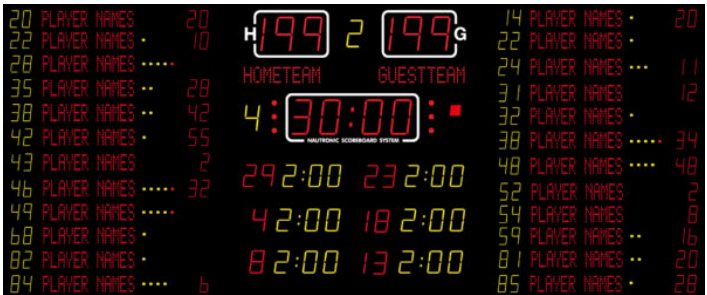 20 PLAYER NAMES 20
22 PLAYER NAMES 10
28 PLAYER NAMES
35 PLAYER NAMES 28
38 PLAYER NAMES 42
42 PLAYER NAMES 55
43 PLAYER NAMES 2
46 PLAYER NAMES 32
49 PLAYER NAMES
68 PLAYER NAMES
82 PLAYER NAMES
84 PLAYER NAMES 6
H 199 2 199 G
HOMETEAM GUESTTEAM
4 30:00
NAUTRONIC SCOREBOARD SYSTEM
29 2:00 23 2:00
4 2:00 18 2:00
8 2:00 13 2:00
14 PLAYER NAMES 20
22 PLAYER NAMES
24 PLAYER NAMES 11
31 PLAYER NAMES 12
32 PLAYER NAMES
38 PLAYER NAMES 34
48 PLAYER NAMES 48
52 PLAYER NAMES 2
54 PLAYER NAMES 8
59 PLAYER NAMES 16
81 PLAYER NAMES 20
85 PLAYER NAMES 28